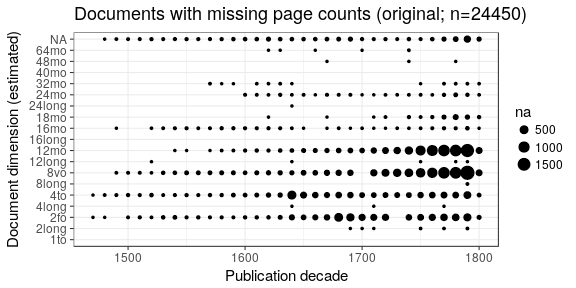 Documents with missing page counts (original; n=24450)
Document dimension (estimated)
NA
64mo
48mo
40mo
32mo
24mo
24long
18mo
16mo
16long
12mo
12long
8vo
8long
4to
4long
2fo
2long
1to
1500
1600
1700
1800
Publication decade
na
500
1000
1500